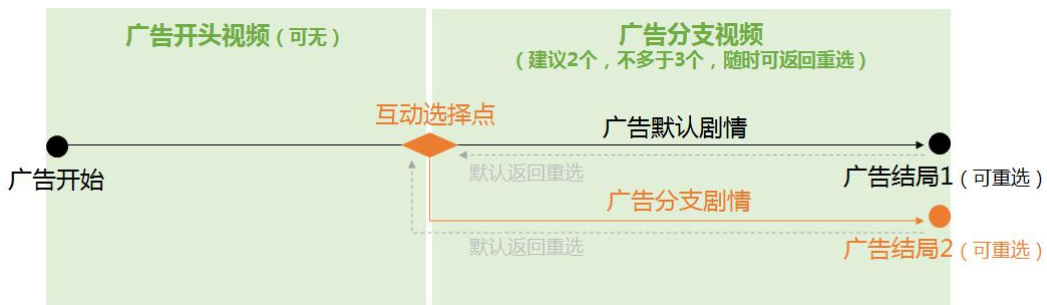 广告开头视频(可无)
广告分支视频
(建议2个,不多于3个,随时可返回重选)
互动选择点
广告默认剧情
默认返回重选
广告开始
广告结局1(可重选)
广告分支剧情
默认返回重选
广告结局2(可重选)